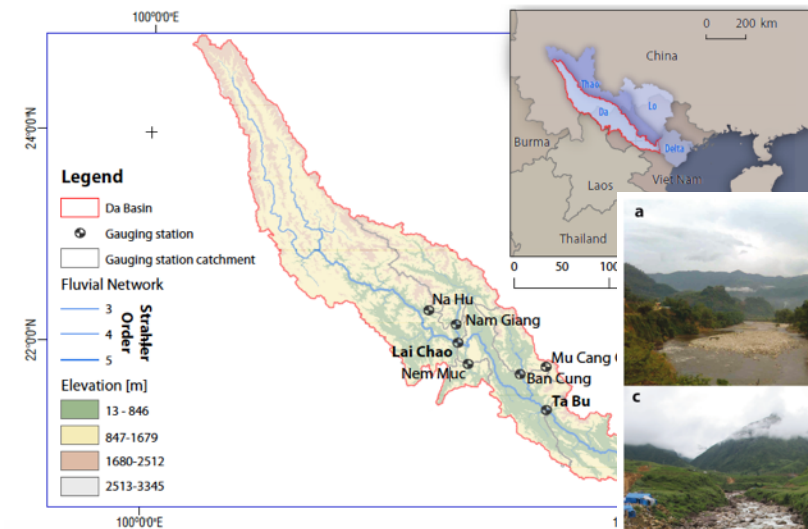 100°0'0"E
24°0'0"N
22°0'0"N
Legend
Da Basin
Gauging station
Gauging station catchment
Fluvial Network
3
4
5
Strahler
Order
Elevation [m]
13 - 846
847-1679
1680-2512
2513-3345
Na Hu
Nam Giang
Lai Chao
Nem Muc
Mu Cang
Ban Cung
Ta Bu
100°0'0"E
1
0 200 km
China
Thao
Lo
Da
Delta
Burma
Laos
Viet Nam
Thailand
0 50 10
a
c